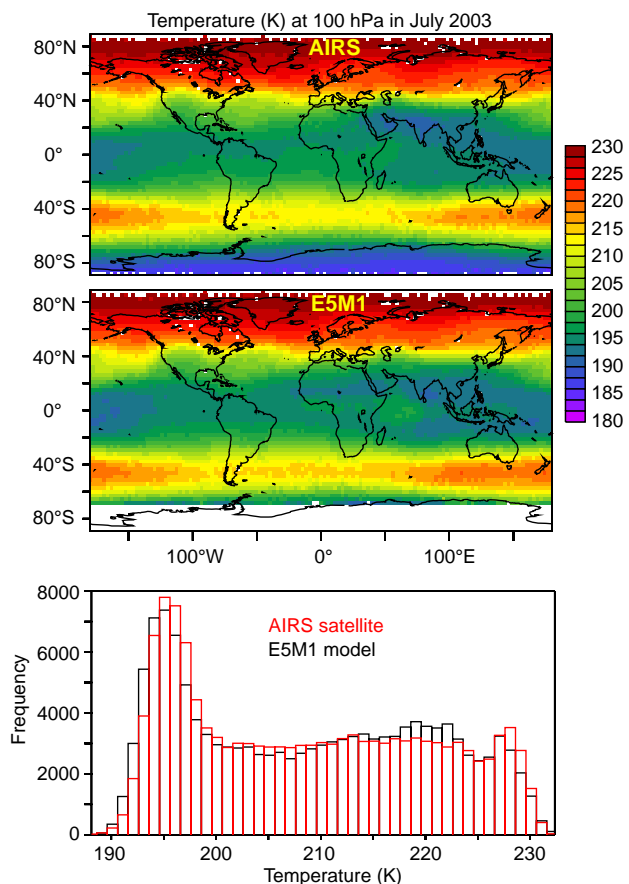 Temperature (K) at 100 hPa in July 2003
AIRS
80°N
40°N
0°
40°S
80°S
E5M1
80°N
40°N
0°
40°S
80°S
100°W 0° 100°E
230
225
220
215
210
205
200
195
190
185
180
8000
6000
4000
2000
0
Frequency
AIRS satellite
E5M1 model
190 200 210 220 230
Temperature (K)